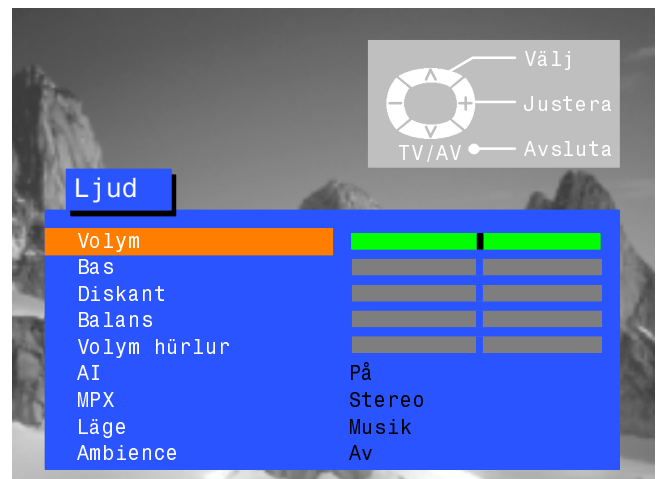 Välj
Justera
TV/AV Avsluta
Ljud
Volym
Bas
Diskant
Balans
Volym hürlur
AI På
MPX Stereo
Läge Musik
Ambience Av